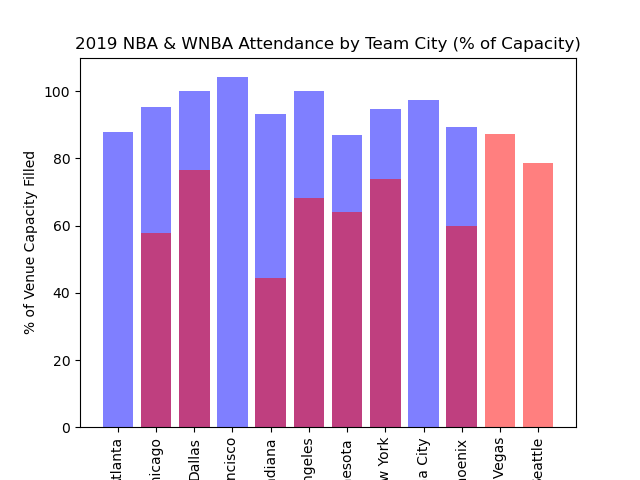 2019 NBA & WNBA Attendance by Team City (% of Capacity)
% of Venue Capacity Filled
100
80
60
40
20
0
tlanta
hicago
Dallas
ncisco
diana
ngeles
esota
w York
a City
oenix
Vegas
eattle